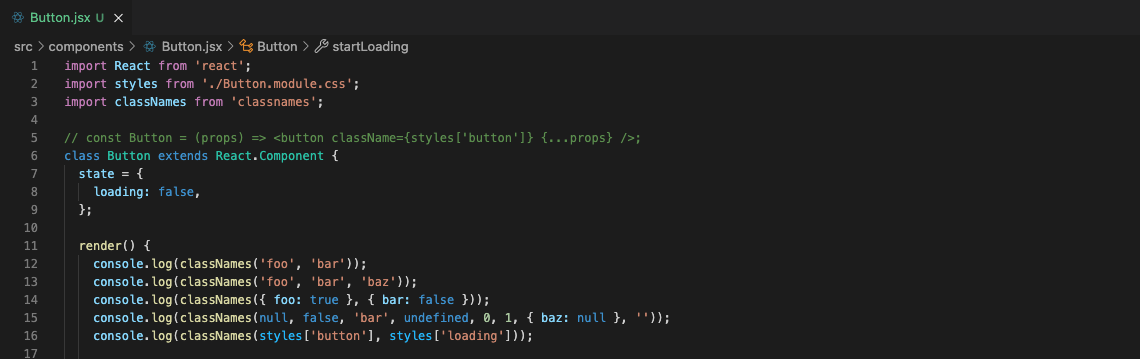 Button.jsx U ×
src > components > Button.jsx > Button > startLoading
1 import React from 'react';
2 import styles from './Button.module.css';
3 import classNames from 'classnames';
4
5 // const Button = (props) => <button className={styles['button']} {...props} />;
6 class Button extends React.Component {
7 state = {
8 loading: false,
9 };
10
11 render() {
12 console.log(classNames('foo', 'bar'));
13 console.log(classNames('foo', 'bar', 'baz'));
14 console.log(classNames({ foo: true }, { bar: false }));
15 console.log(classNames(null, false, 'bar', undefined, 0, 1, { baz: null }, ''));
16 console.log(classNames(styles['button'], styles['loading']));
17